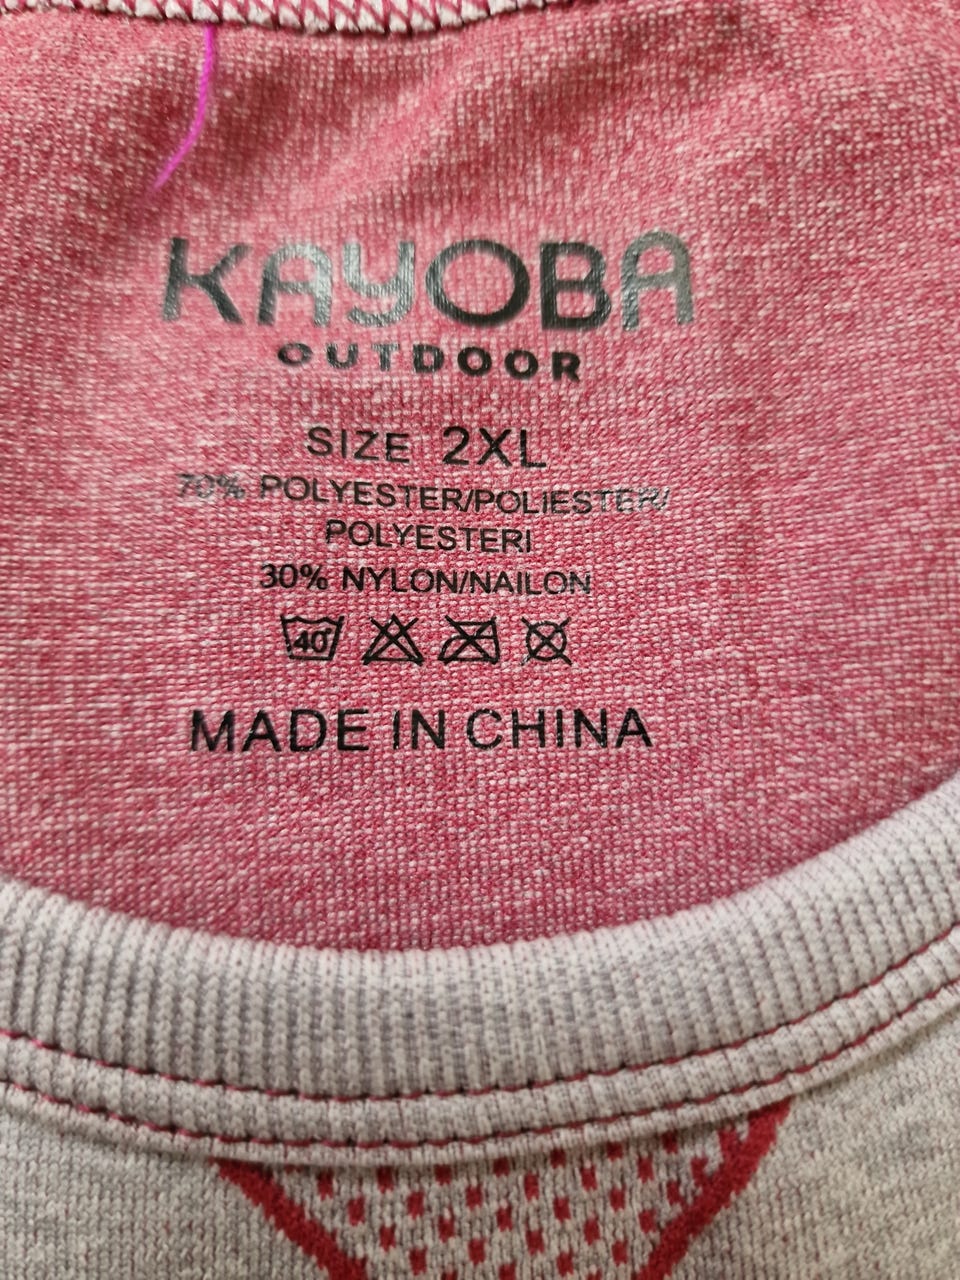 KAYOBA
OUTDOOR
SIZE 2XL
70% POLYESTER/POLIESTER/
POLYESTERI
30% NYLON/NAILON
40°
MADE IN CHINA